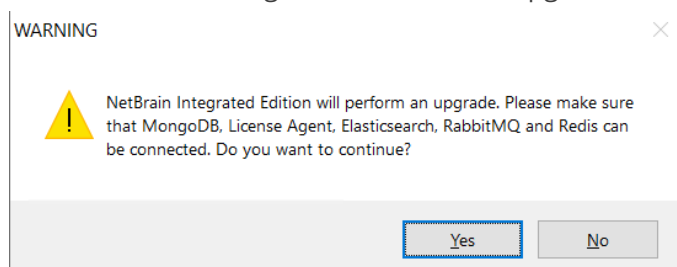 WARNING
NetBrain Integrated Edition will perform an upgrade. Please make sure
that MongoDB, License Agent, Elasticsearch, RabbitMQ and Redis can
be connected. Do you want to continue?
Yes
No